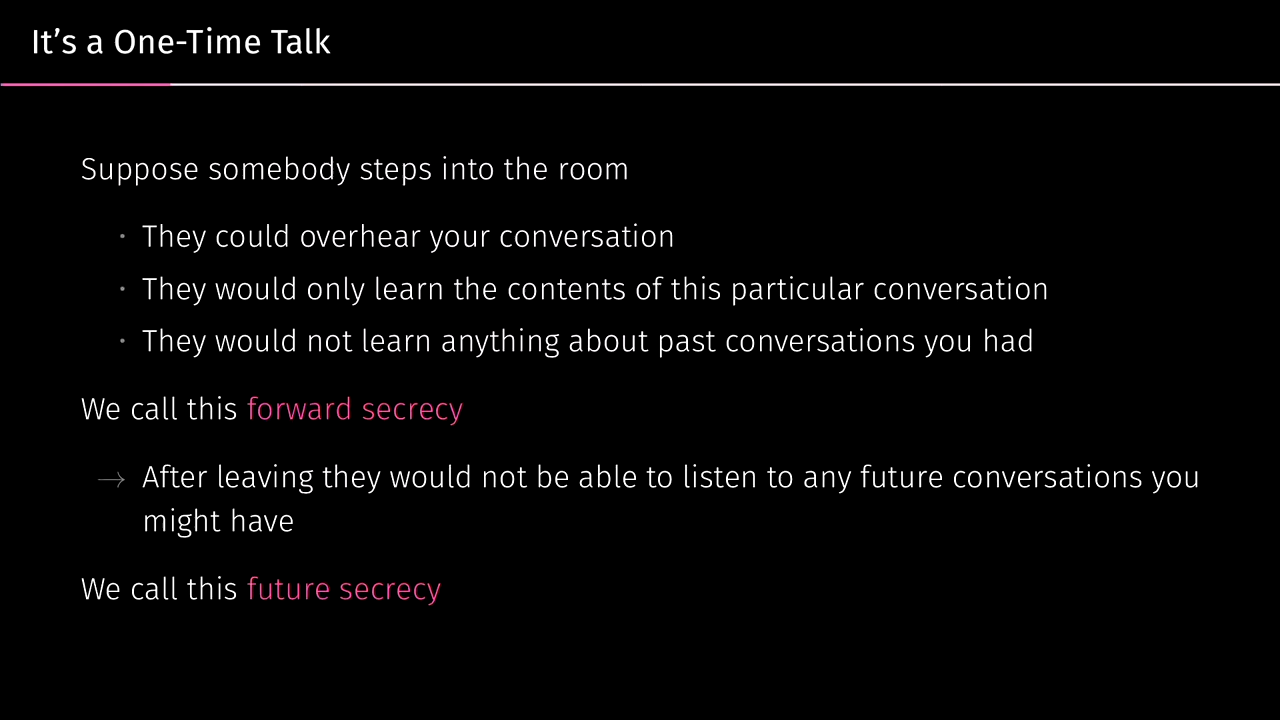 It’s a One-Time Talk
Suppose somebody steps into the room
• They could overhear your conversation
• They would only learn the contents of this particular conversation
• They would not learn anything about past conversations you had
We call this forward secrecy
→ After leaving they would not be able to listen to any future conversations you
might have
We call this future secrecy